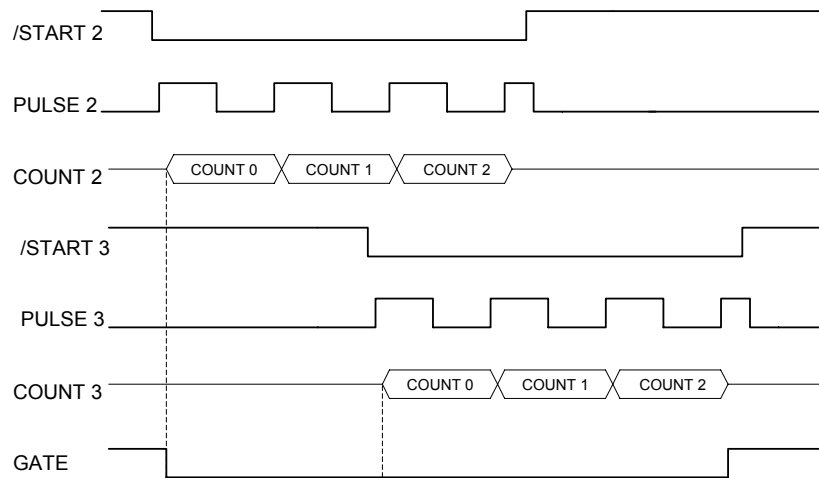 /START 2
PULSE 2
COUNT 2
COUNT 0 COUNT 1 COUNT 2
/START 3
PULSE 3
COUNT 3
COUNT 0 COUNT 1 COUNT 2
GATE